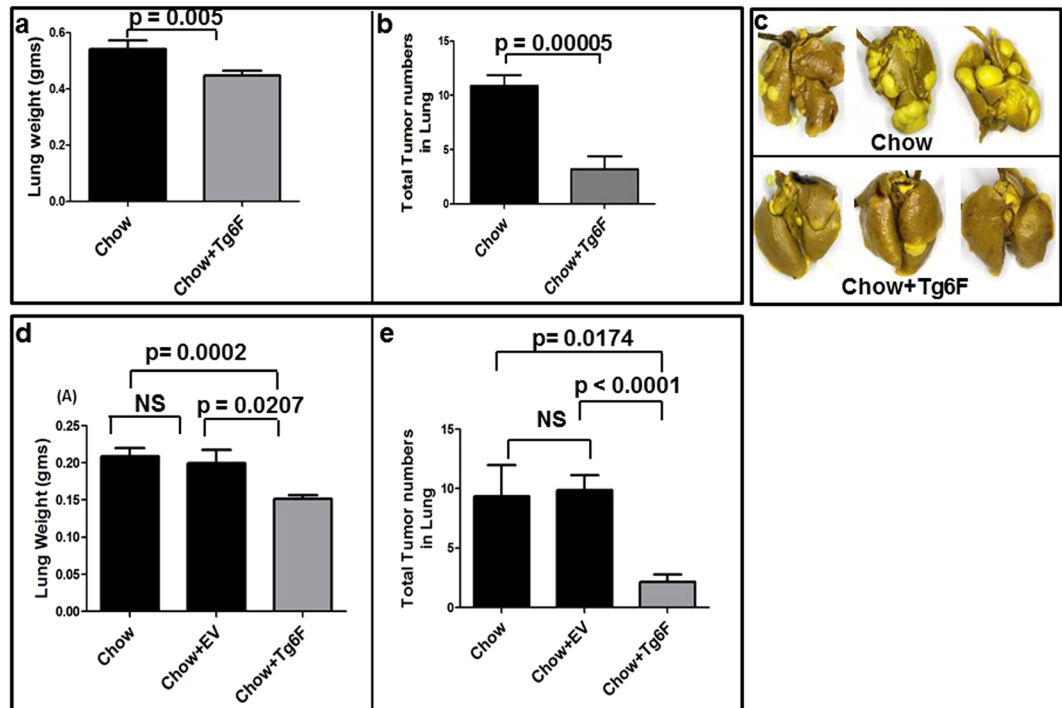 a
p = 0.005
Lung weight (gms)
0.6
0.4
0.2
0.0
Chow
Chow+Tg6F
b
p = 0.00005
Total Tumor numbers
in Lung
15
10
5
0
Chow
Chow+Tg6F
c
Chow
Chow+Tg6F
d
p= 0.0002
(A)
NS
p = 0.0207
Lung Weight (gms)
0.25
0.20
0.15
0.10
0.05
0.00
Chow
Chow+EV
Chow+Tg6F
e
p= 0.0174
p < 0.0001
NS
Total Tumor numbers
in Lung
15
10
5
0
Chow
Chow+EV
Chow+Tg6F